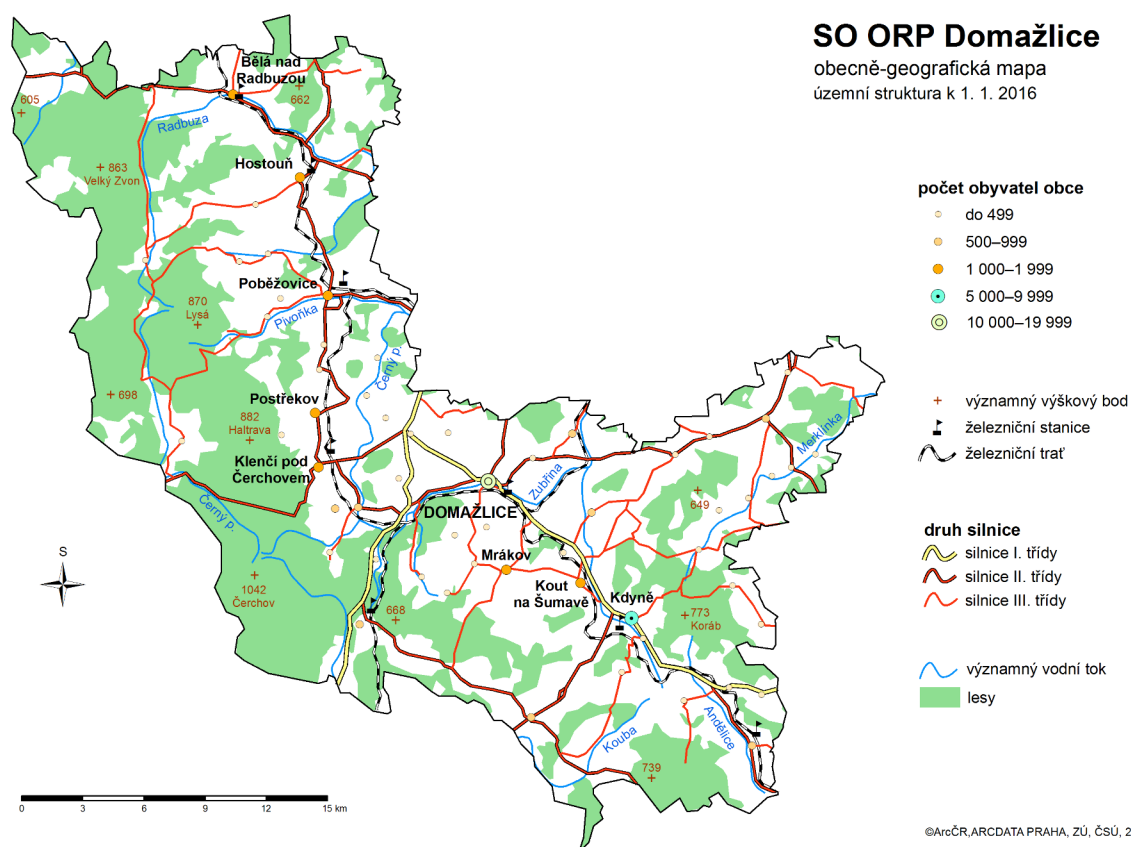 SO ORP Domažlice
obecně-geografická mapa
územní struktura k 1. 1. 2016
počet obyvatel obce
do 499
500–999
1 000–1 999
5 000–9 999
10 000–19 999
významný výškový bod
železniční stanice
železniční trať
druh silnice
silnice I. třídy
silnice II. třídy
silnice III. třídy
významný vodní tok
lesy
Bělá nad
Radbuzou
605
662
Radbuza
863
Velký Zvon
Hostouň
Poběžovice
870
Lysá
Pivoňka
Černý p.
698
Postřekov
882
Haltrava
Klenčí pod
Čerchovem
Černý p.
DOMAŽLICE
Zubřina
Merklínka
649
Mrákov
Kout
na Šumavě
Kdyně
1042
Čerchov
668
773
Koráb
Kouba
Andělice
739
S
0 3 6 9 12 15 km
©ArcČR,ARCDATA PRAHA, ZÚ, ČSÚ, 2